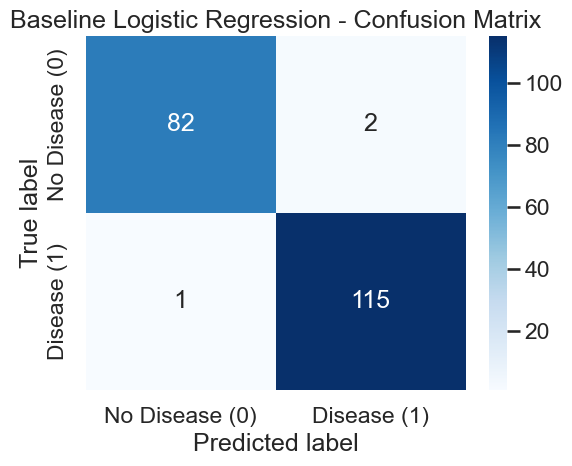 Baseline Logistic Regression - Confusion Matrix
True label
No Disease (0)
Disease (1)
82
2
1
115
No Disease (0)
Disease (1)
Predicted label
100
80
60
40
20